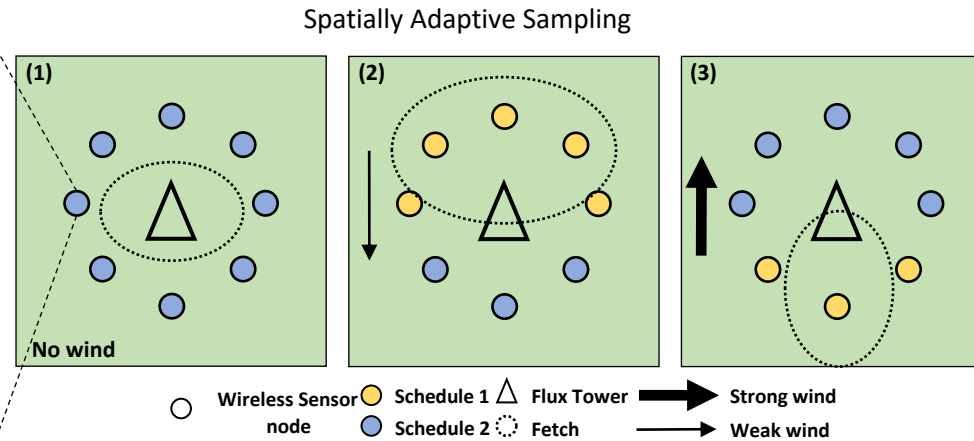 Spatially Adaptive Sampling
(1)
(2)
(3)
No wind
Wireless Sensor
node
Schedule 1
Schedule 2
Flux Tower
Fetch
Strong wind
Weak wind